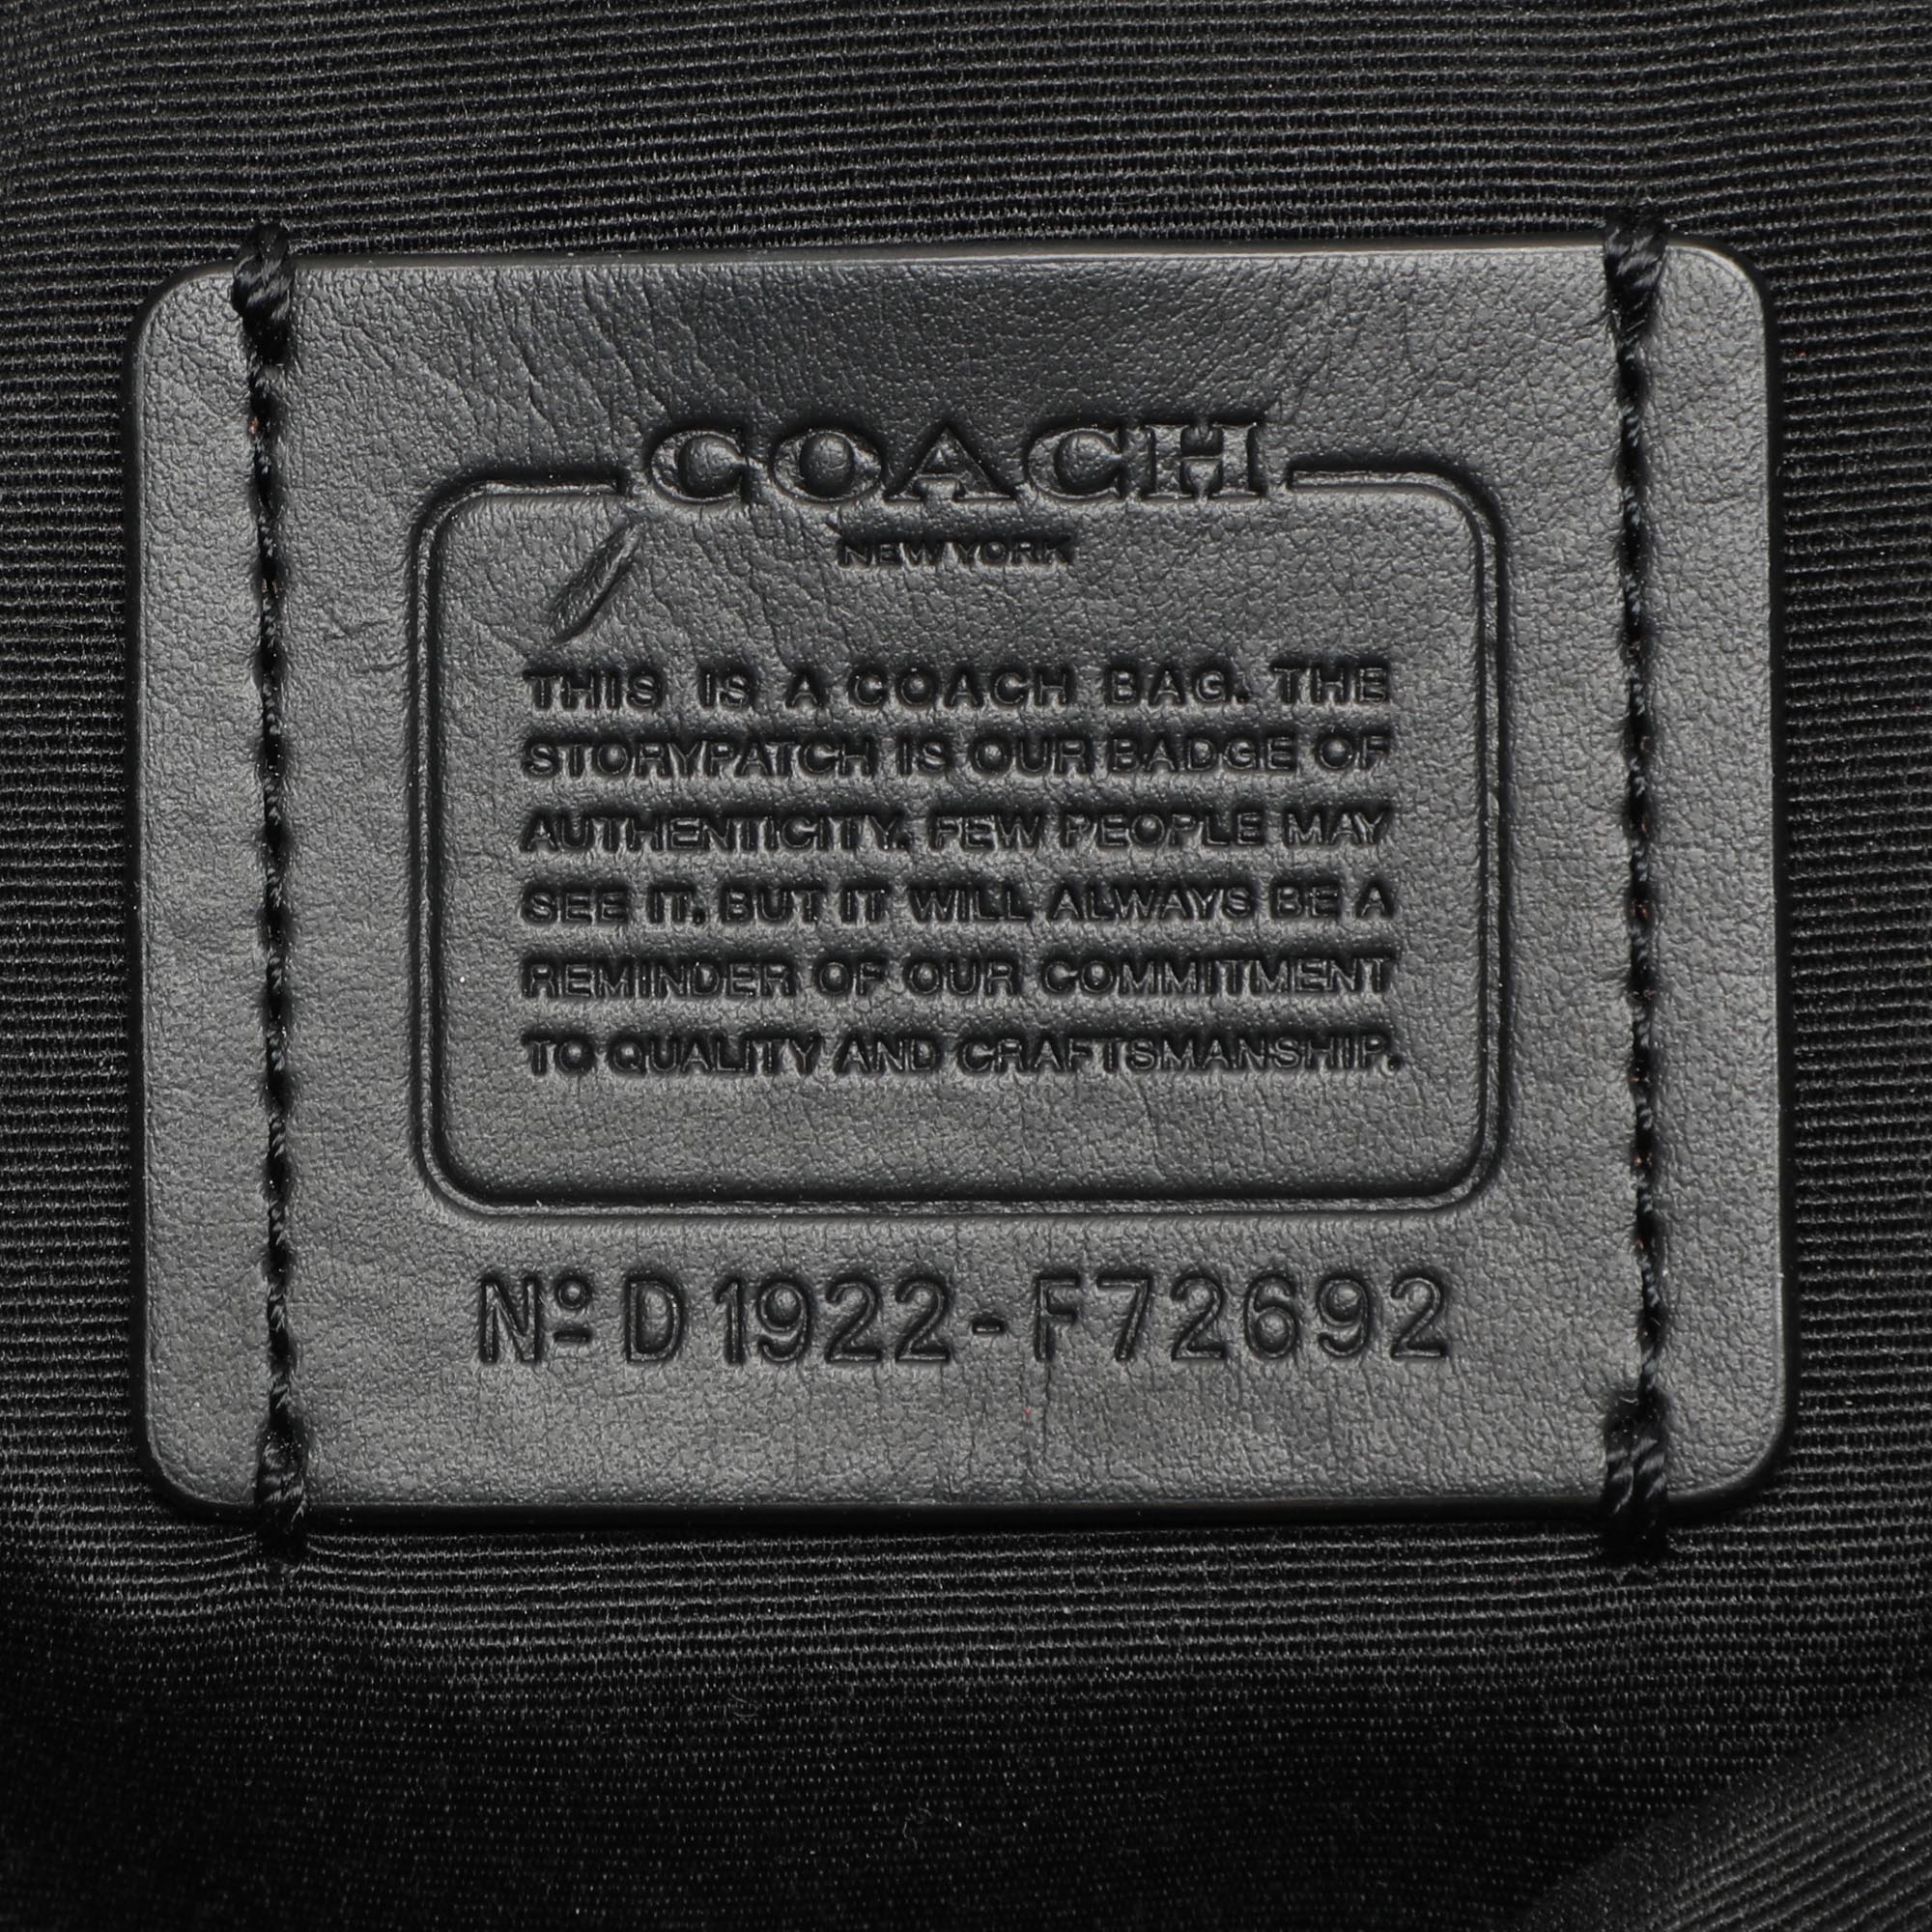 COACH
NEW YORK
THIS IS A COACH BAG. THE
STORYPATCH IS OUR BADGE OF
AUTHENTICITY. FEW PEOPLE MAY
SEE IT, BUT IT WILL ALWAYS BE A
REMINDER OF OUR COMMITMENT
TO QUALITY AND CRAFTSMANSHIP.
Nº D1922-F72692